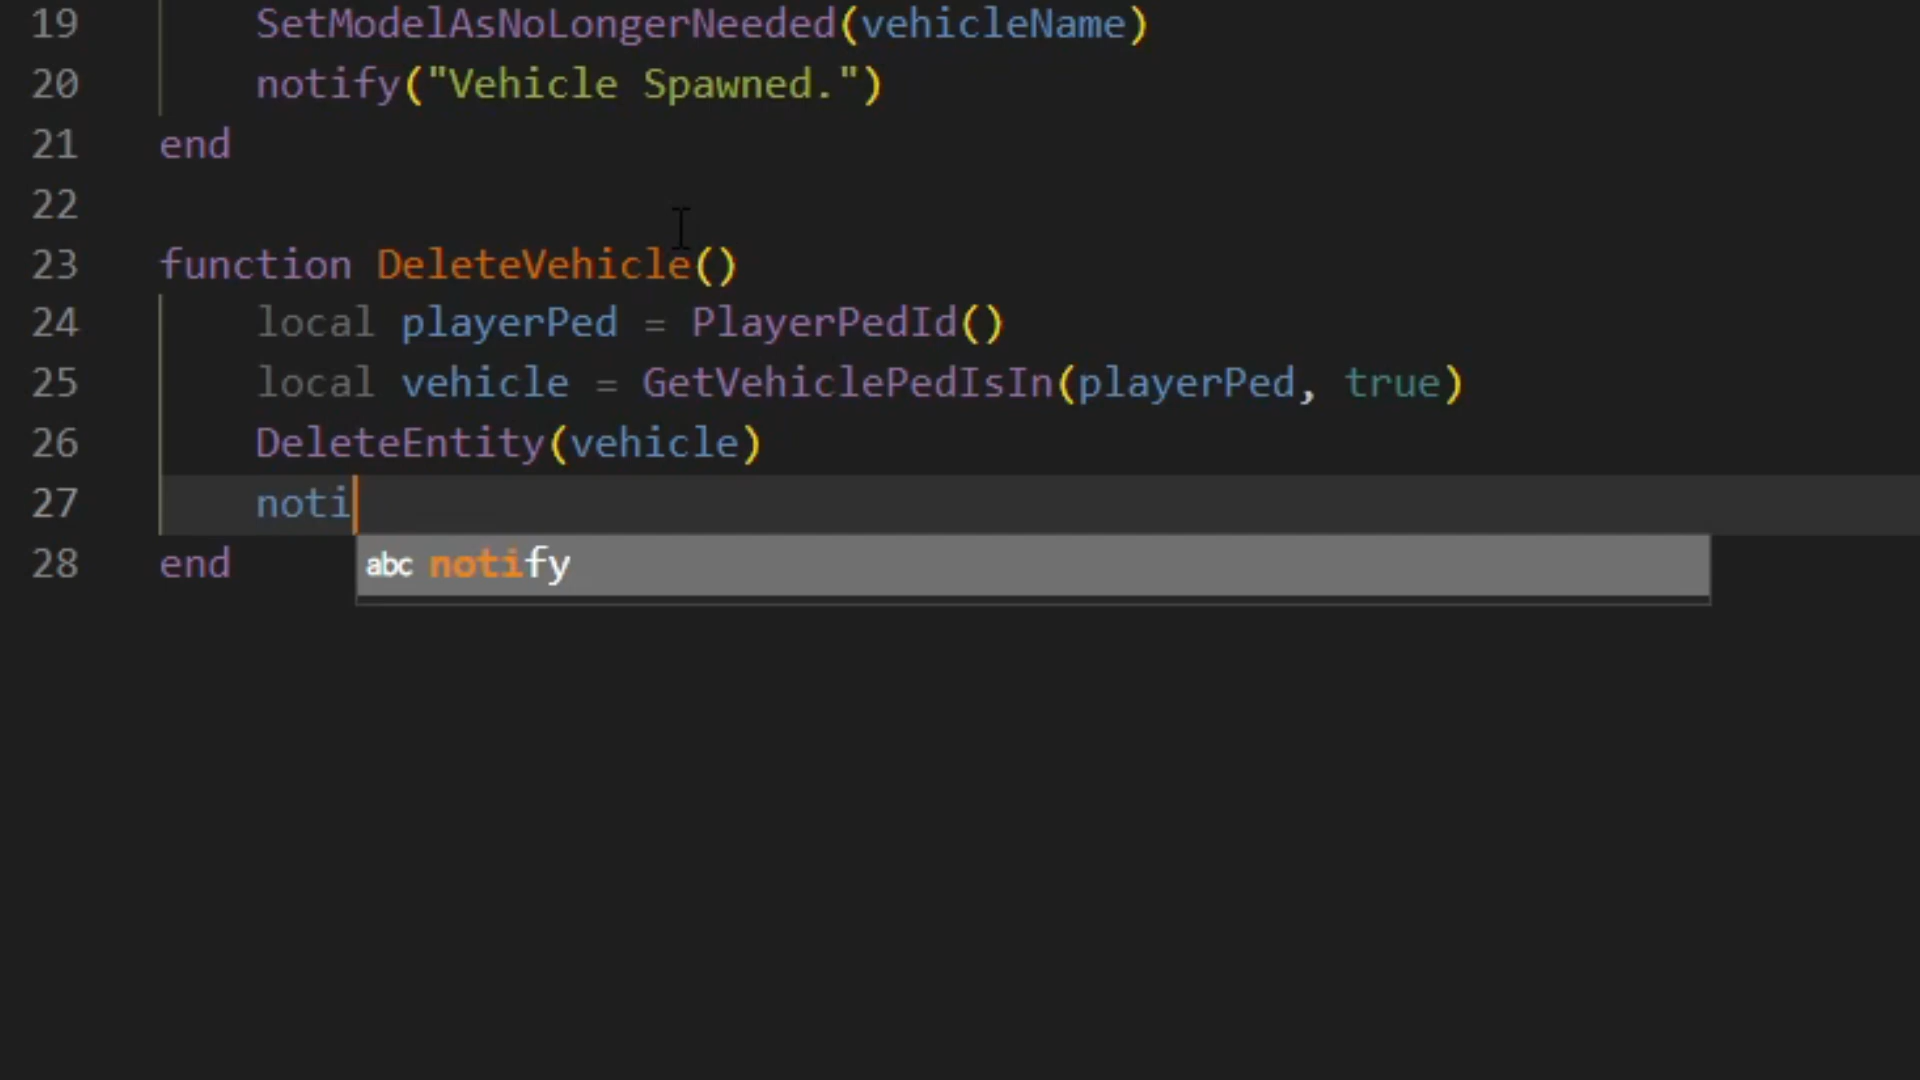 19 SetModelAsNoLongerNeeded(vehicleName)
20 notify("Vehicle Spawned.")
21 end
22
23 function DeleteVehicle()
24 local playerPed = PlayerPedId()
25 local vehicle = GetVehiclePedIsIn(playerPed, true)
26 DeleteEntity(vehicle)
27 noti
28 end
abc notify